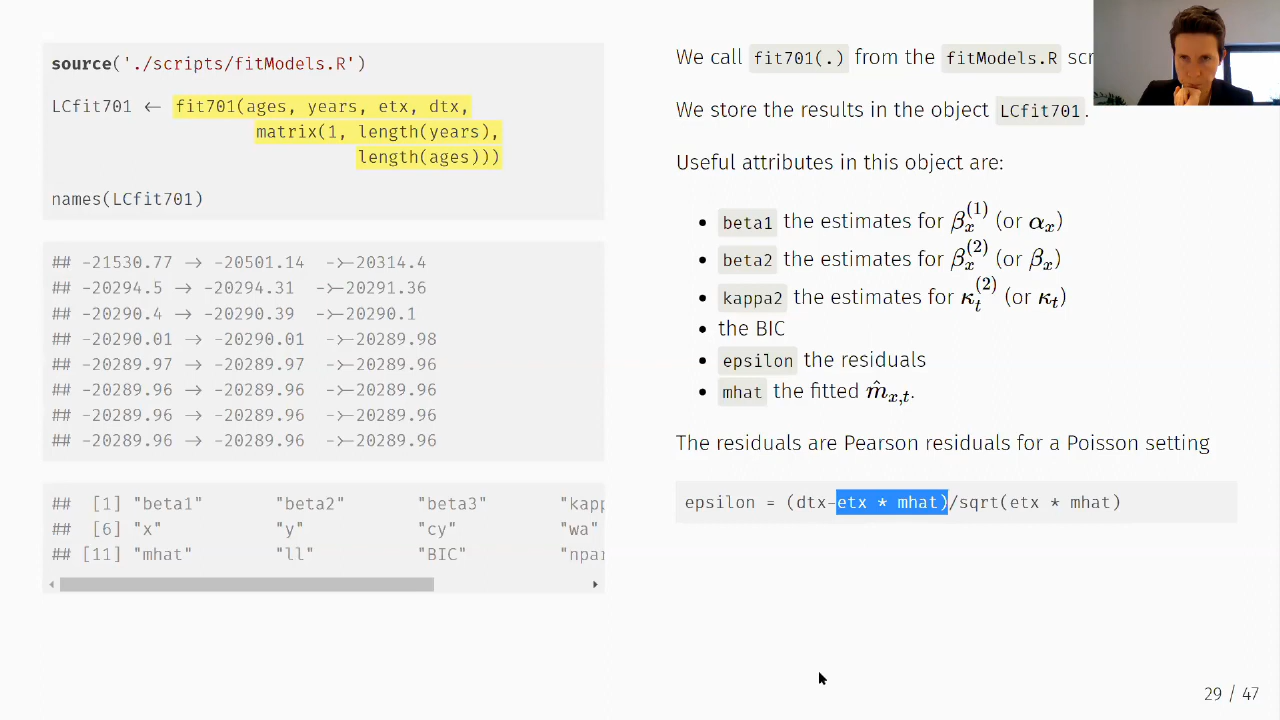 source('./scripts/fitModels.R')
LCfit701 ← fit701(ages, years, etx, dtx,
matrix(1, length(years),
length(ages)))
names(LCfit701)
## -21530.77 → -20501.14 ->-20314.4
## -20294.5 → -20294.31 ->-20291.36
## -20290.4 → -20290.39 ->-20290.1
## -20290.01 → -20290.01 ->-20289.98
## -20289.97 → -20289.97 ->-20289.96
## -20289.96 → -20289.96 ->-20289.96
## -20289.96 → -20289.96 ->-20289.96
## -20289.96 → -20289.96 ->-20289.96
## [1] "beta1" "beta2" "beta3"
## [6] "x" "y" "cy" "wa"
## [11] "mhat" "ll" "BIC"
We call fit701(.) from the fitModels.R
We store the results in the object LCfit701.
Useful attributes in this object are:
• beta1 the estimates for βₓ⁽¹⁾ (or αₓ)
• beta2 the estimates for βₓ⁽²⁾ (or βₓ)
• kappa2 the estimates for κₜ⁽²⁾ (or κₜ)
• the BIC
• epsilon the residuals
• mhat the fitted m̂ₓ,ₜ.
The residuals are Pearson residuals for a Poisson setting
epsilon = (dtx-etx * mhat)/sqrt(etx * mhat)
29 / 47